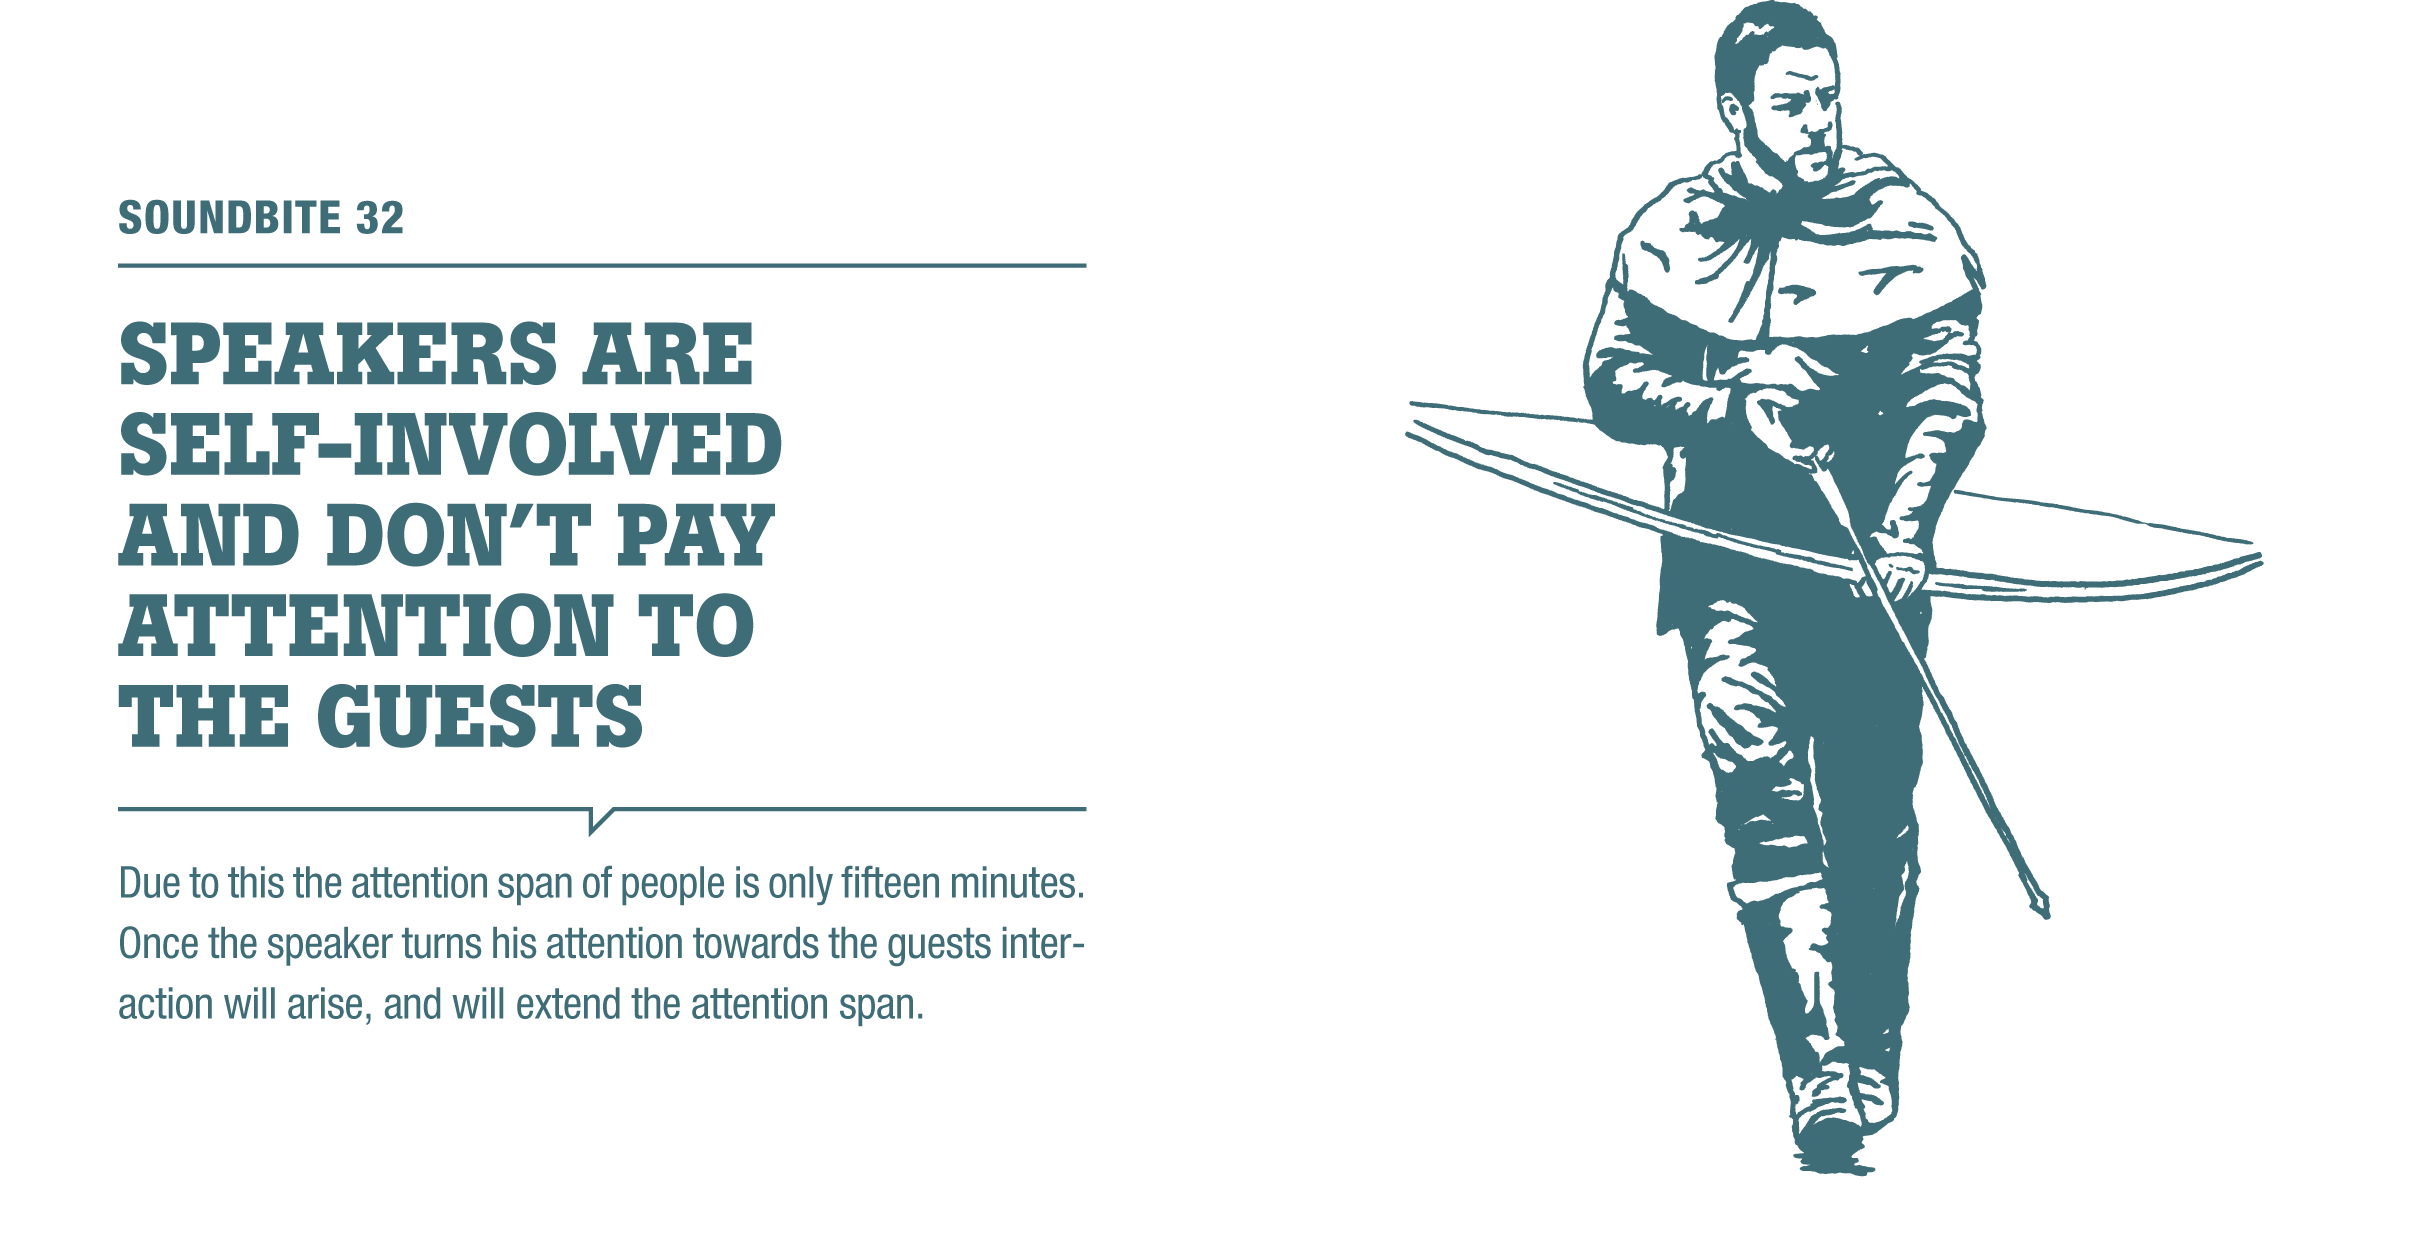 SOUNDBITE 32
SPEAKERS ARE
SELF-INVOLVED
AND DON'T PAY
ATTENTION TO
THE GUESTS
Due to this the attention span of people is only fifteen minutes.
Once the speaker turns his attention towards the guests inter-
action will arise, and will extend the attention span.